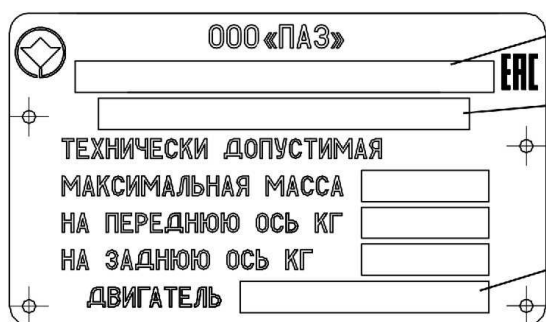 ООО «ПАЗ»
ЕАС
ТЕХНИЧЕСКИ ДОПУСТИМАЯ
МАКСИМАЛЬНАЯ МАССА
НА ПЕРЕДНЮЮ ОСЬ КГ
НА ЗАДНЮЮ ОСЬ КГ
ДВИГАТЕЛЬ